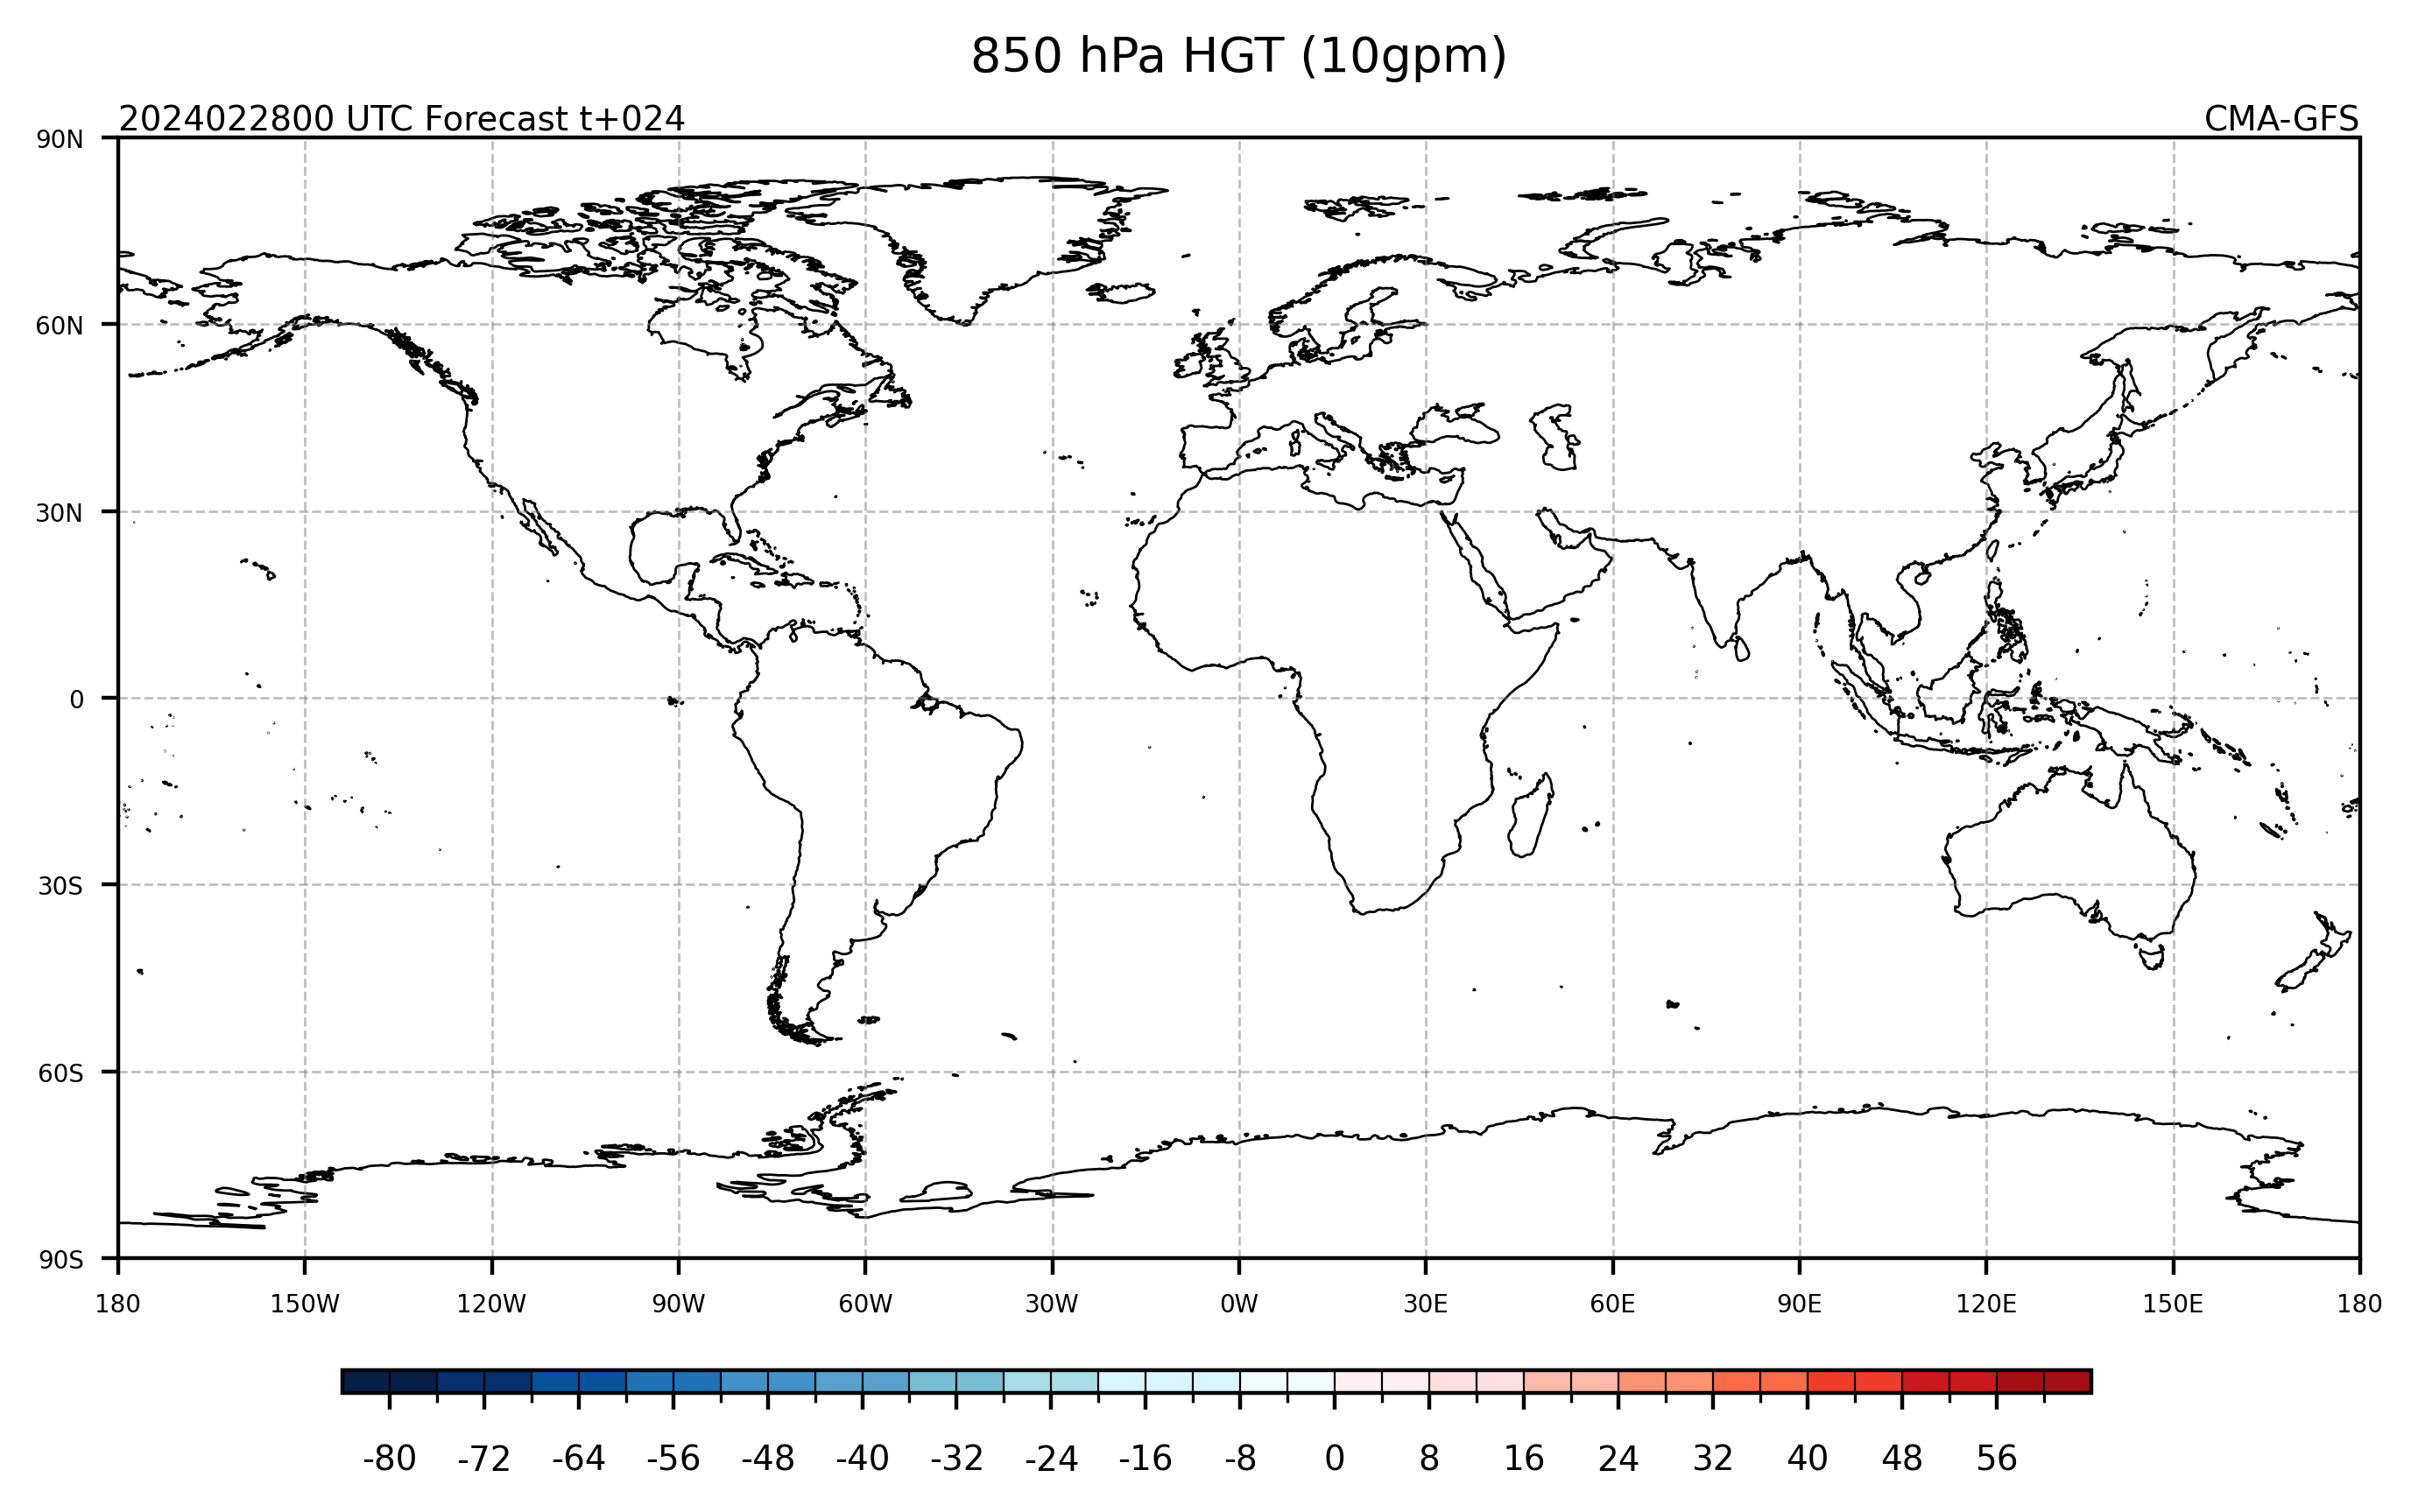 850 hPa HGT (10gpm)
2024022800 UTC Forecast t+024
CMA-GFS
90N
60N
30N
0
30S
60S
90S
180 150W 120W 90W 60W 30W 0W 30E 60E 90E 120E 150E 180
-80 -72 -64 -56 -48 -40 -32 -24 -16 -8 0 8 16 24 32 40 48 56